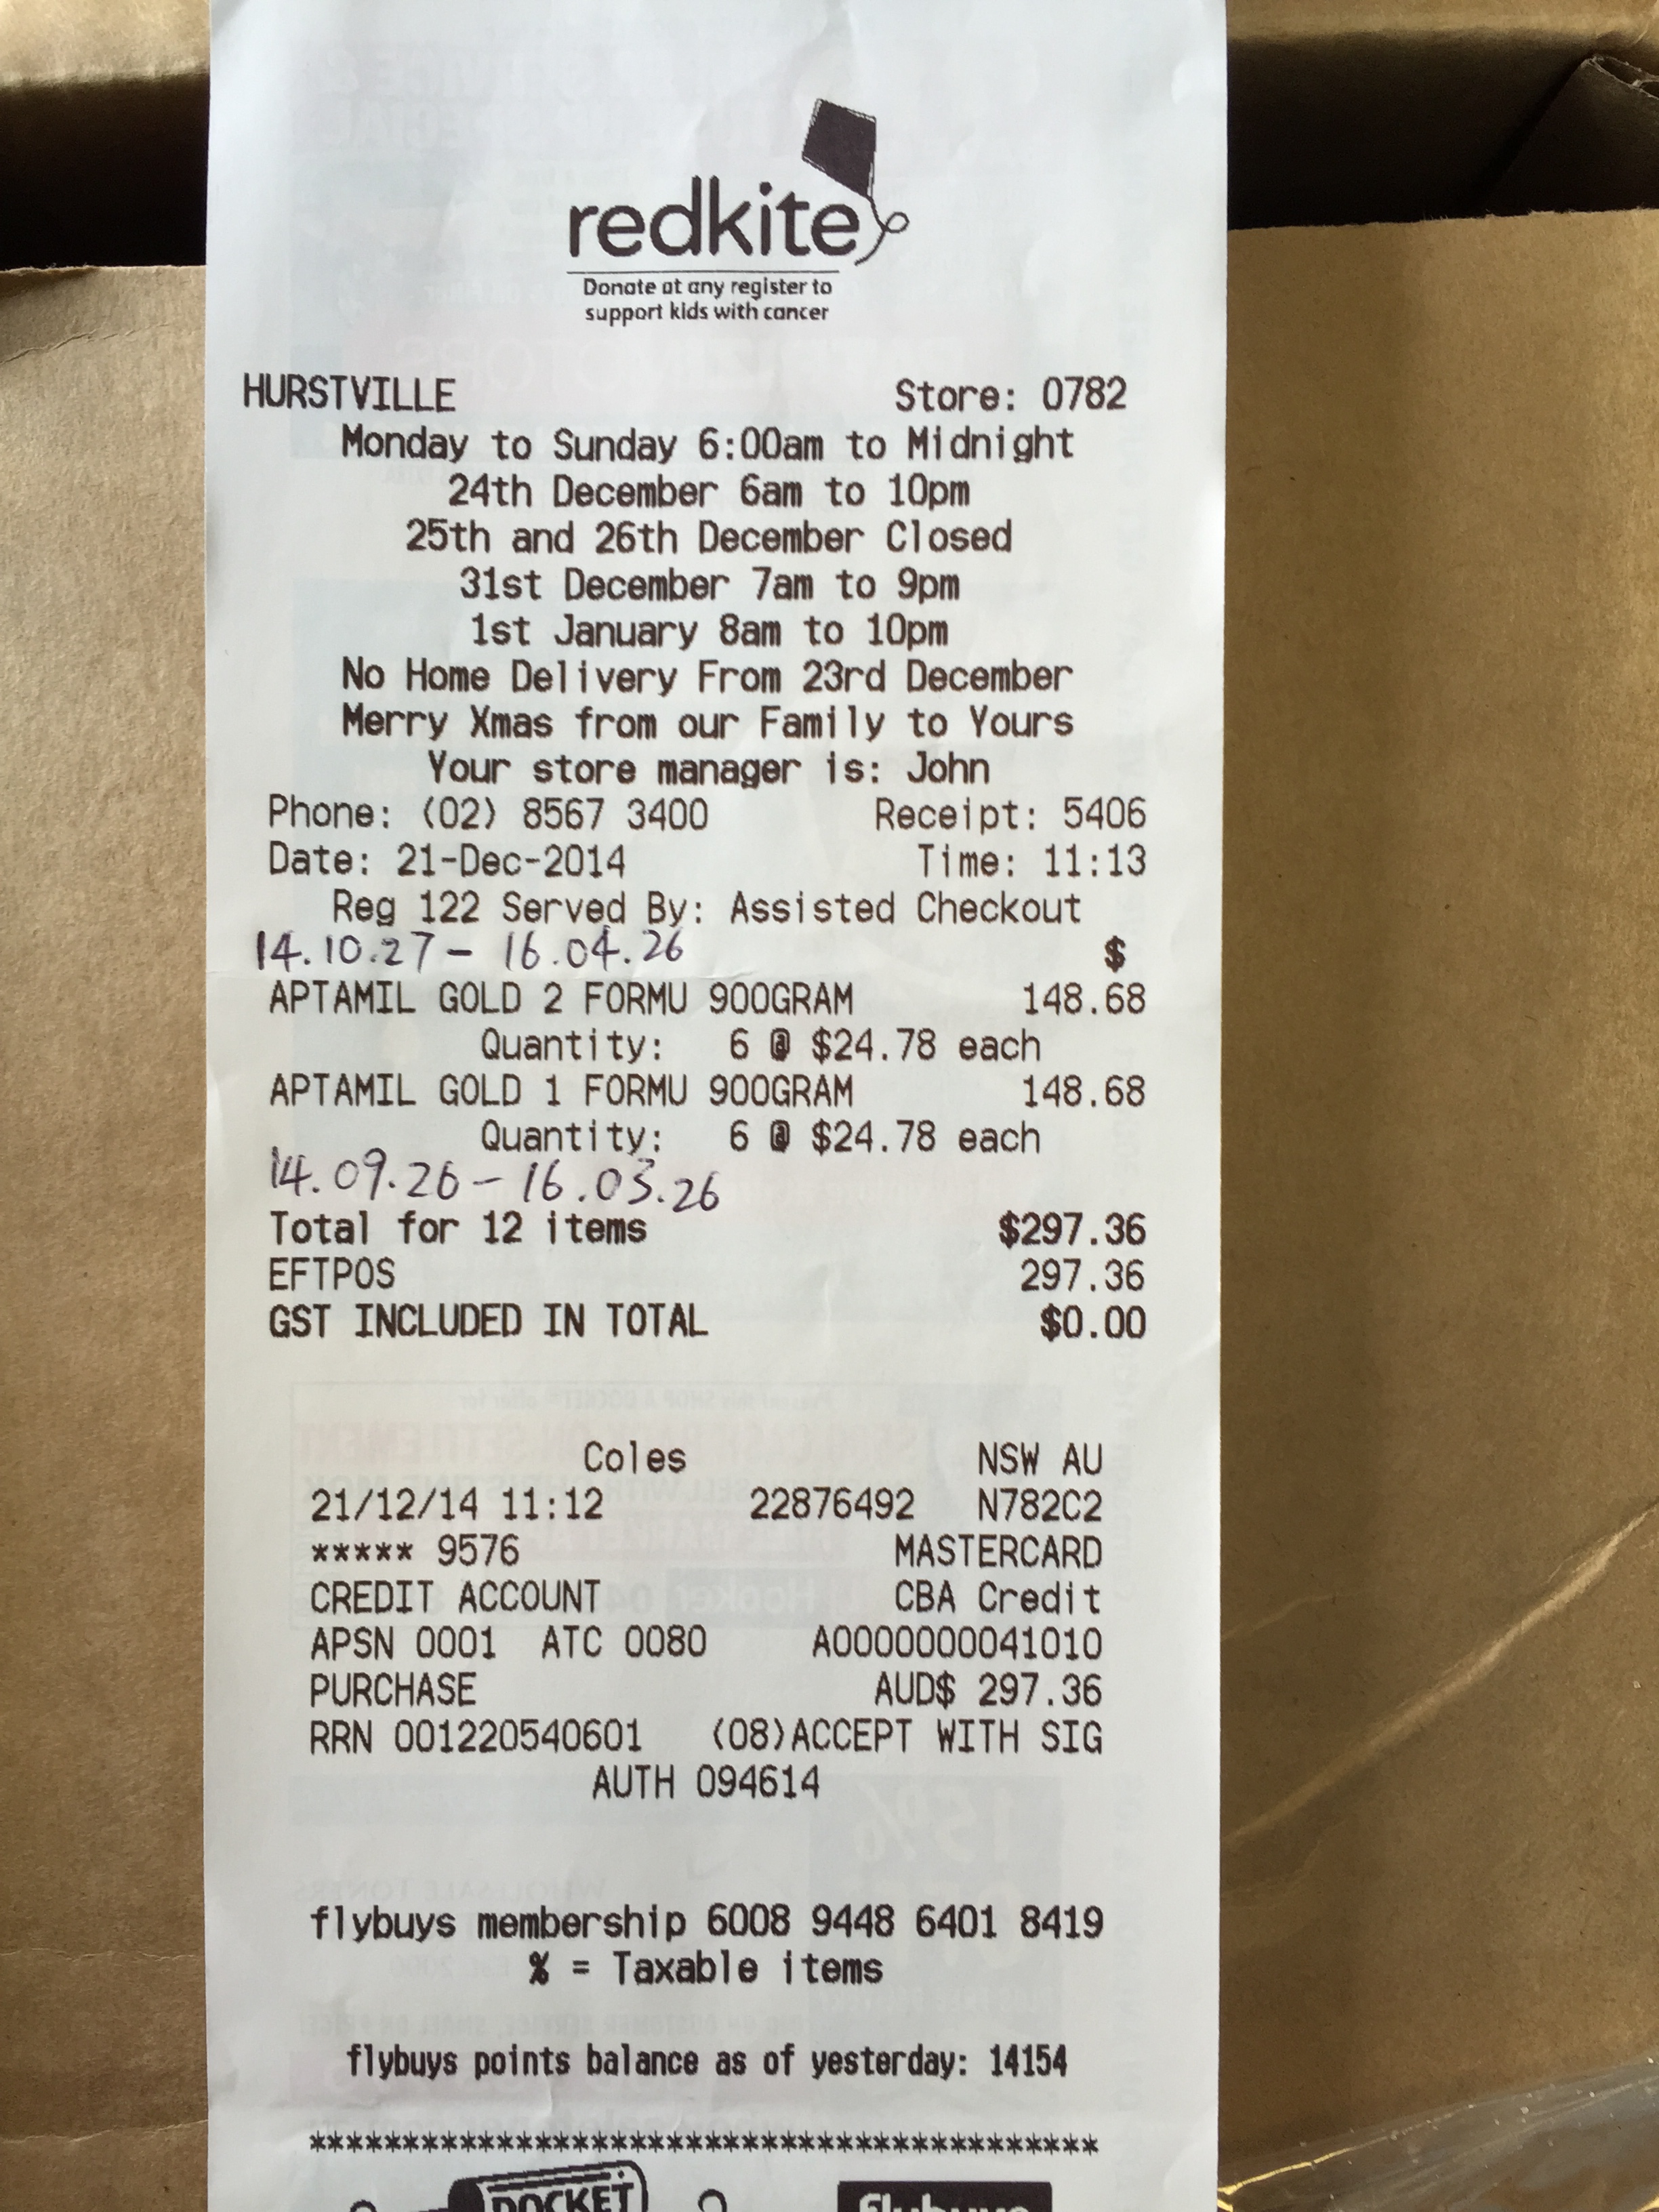 redkite
Donate at any register to
support kids with cancer
HURSTVILLE Store: 0782
Monday to Sunday 6:00am to Midnight
24th December 6am to 10pm
25th and 26th December Closed
31st December 7am to 9pm
1st January 8am to 10pm
No Home Delivery From 23rd December
Merry Xmas from our Family to Yours
Your store manager is: John
Phone: (02) 8567 3400 Receipt: 5406
Date: 21-Dec-2014 Time: 11:13
Reg 122 Served By: Assisted Checkout
14.10.27 - 16.04.26 $
APTAMIL GOLD 2 FORMU 900GRAM 148.68
Quantity: 6 @ $24.78 each
APTAMIL GOLD 1 FORMU 900GRAM 148.68
Quantity: 6 @ $24.78 each
14.09.26 - 16.03.26
Total for 12 items $297.36
EFTPOS 297.36
GST INCLUDED IN TOTAL $0.00
Coles NSW AU
21/12/14 11:12 22876492 N782C2
***** 9576 MASTERCARD
CREDIT ACCOUNT CBA Credit
APSN 0001 ATC 0080 A0000000041010
PURCHASE AUD$ 297.36
RRN 001220540601 (08)ACCEPT WITH SIG
AUTH 094614
flybuys membership 6008 9448 6401 8419
% = Taxable items
flybuys points balance as of yesterday: 14154
******************************************
DOCKET flybuys